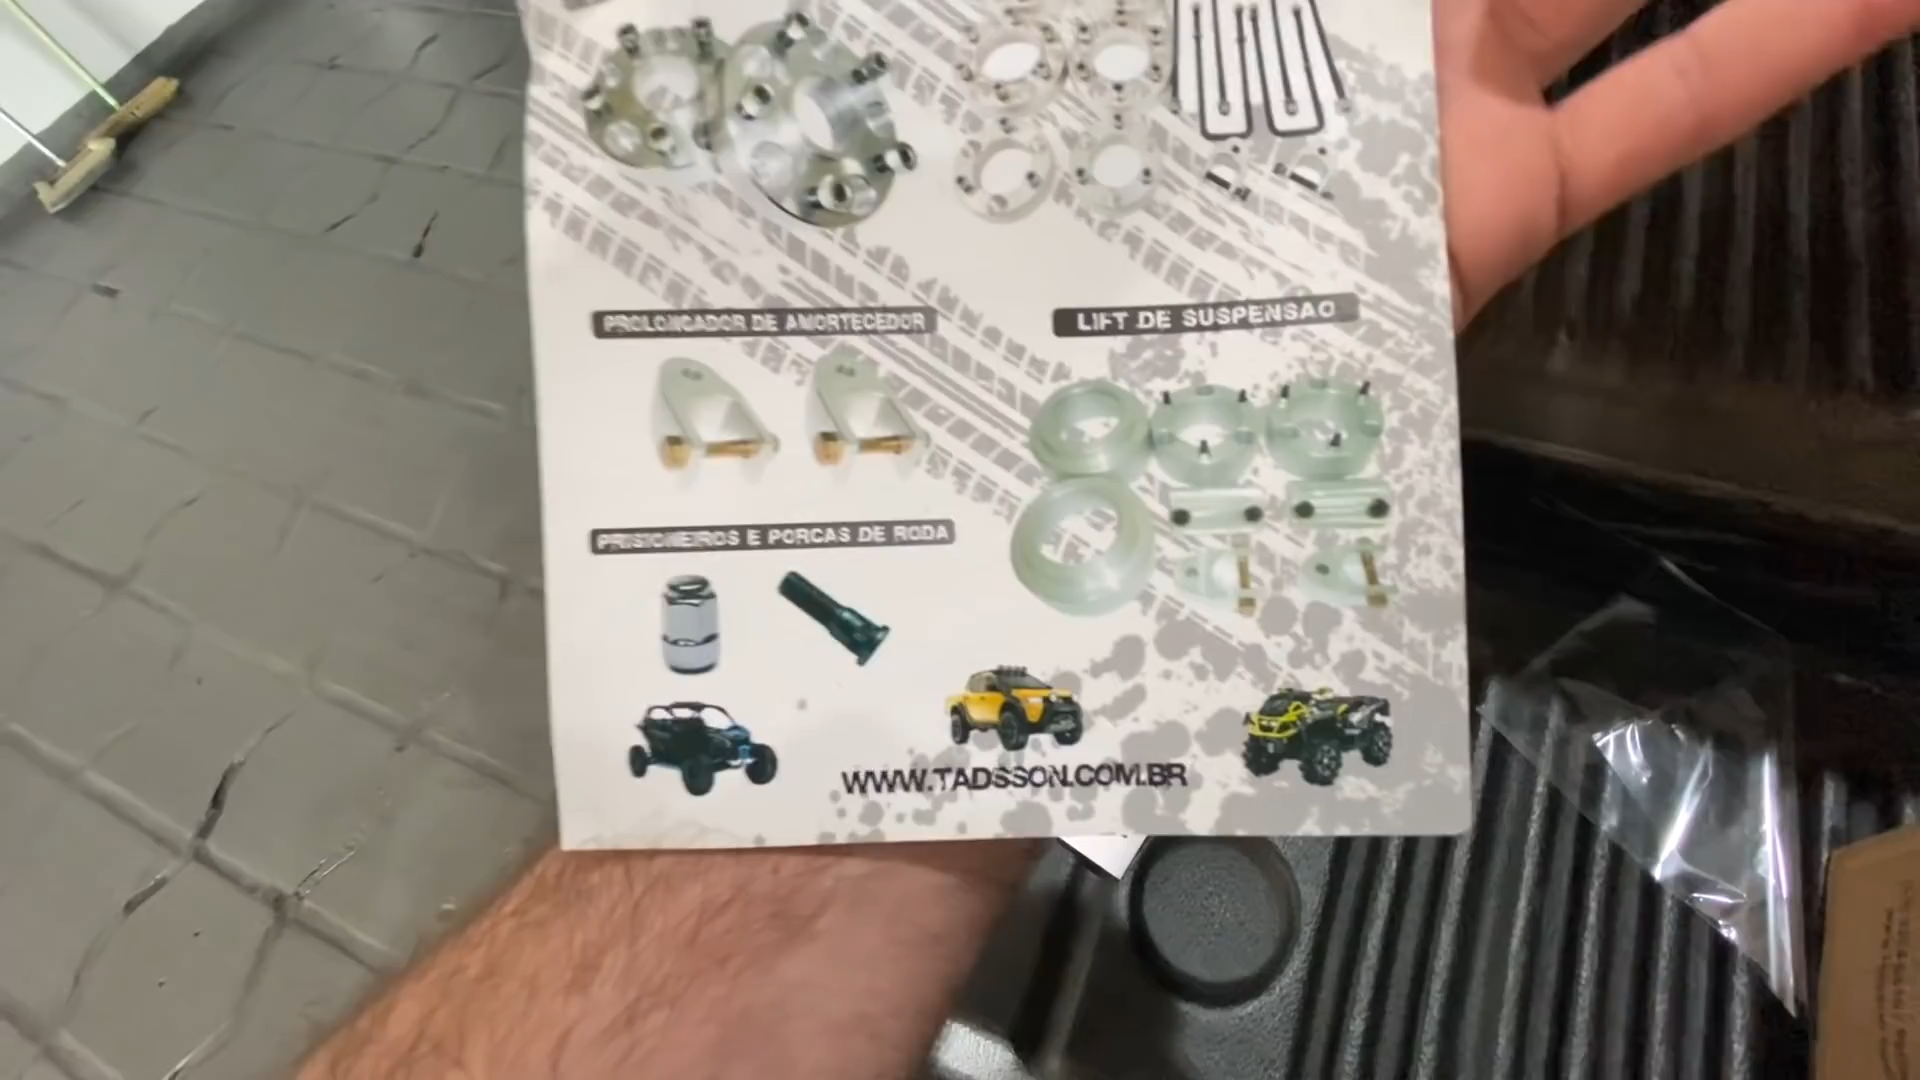 PROLONGADOR DE AMORTECEDOR
LIFT DE SUSPENSAO
PRISIONEIROS E PORCAS DE RODA
WWW.TADSSON.COM.BR